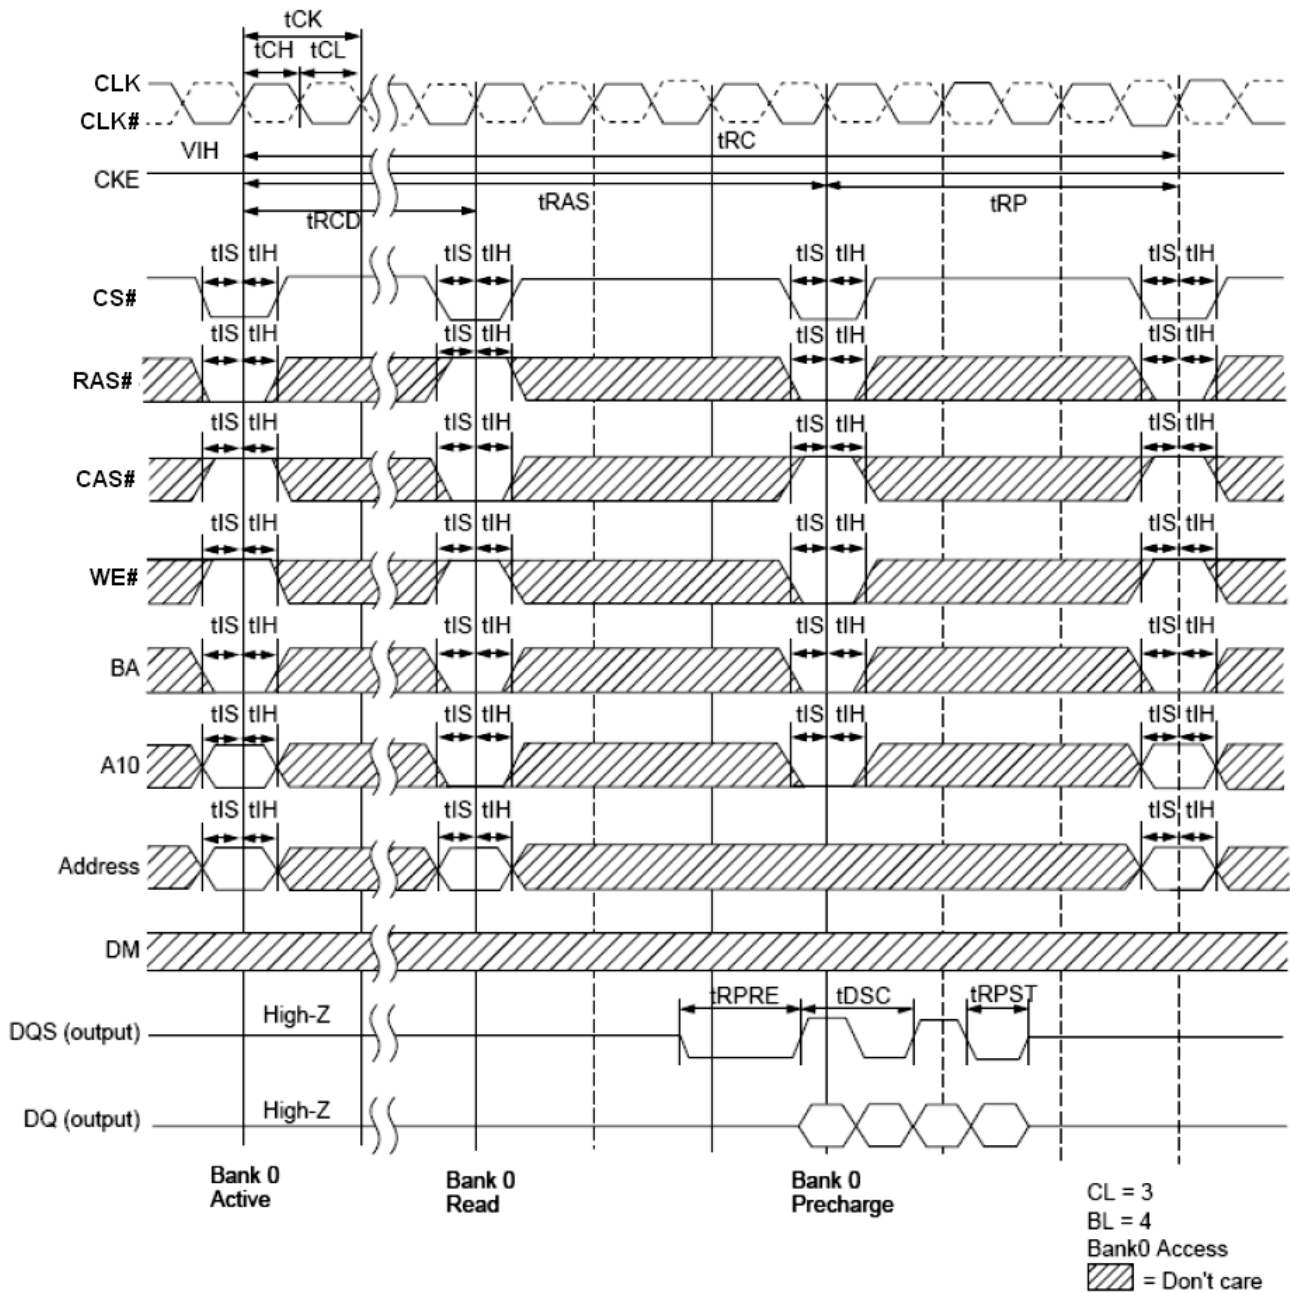 tCK
tCH tCL
CLK
CLK#
VIH
tRC
CKE
tRAS
tRP
tRCD
tIS tIH tIS tIH tIS tIH tIS tIH
CS#
tIS tIH tIS tIH tIS tIH tIS tIH
RAS#
tIS tIH tIS tIH tIS tIH tIS tIH
CAS#
tIS tIH tIS tIH tIS tIH tIS tIH
WE#
tIS tIH tIS tIH tIS tIH tIS tIH
BA
tIS tIH tIS tIH tIS tIH tIS tIH
A10
tIS tIH tIS tIH tIS tIH
Address
DM
tRPRE tDSC tRPST
High-Z
DQS (output)
High-Z
DQ (output)
Bank 0
Active
Bank 0
Read
Bank 0
Precharge
CL = 3
BL = 4
Bank0 Access
= Don't care